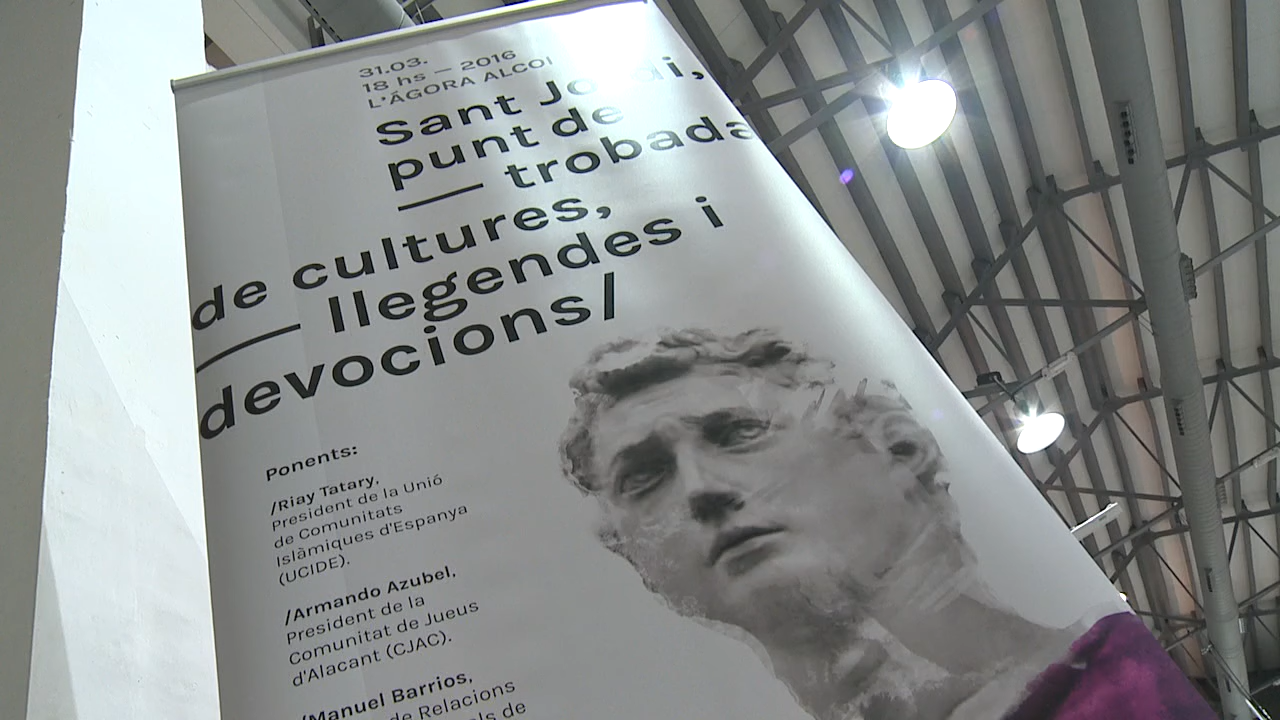 31.03.
18 hs — 2016
L'ÁGORA ALCOI
Sant Jordi,
punt de
— trobada
de cultures,
— llegendes i
devocions/
Ponents:
/Riay Tatary,
President de la Unió
de Comunitats
Islàmiques d'Espanya
(UCIDE).
/Armando Azubel,
President de la
Comunitat de Jueus
d'Alacant (CJAC).
/Manuel Barrios,
de Relacions
de